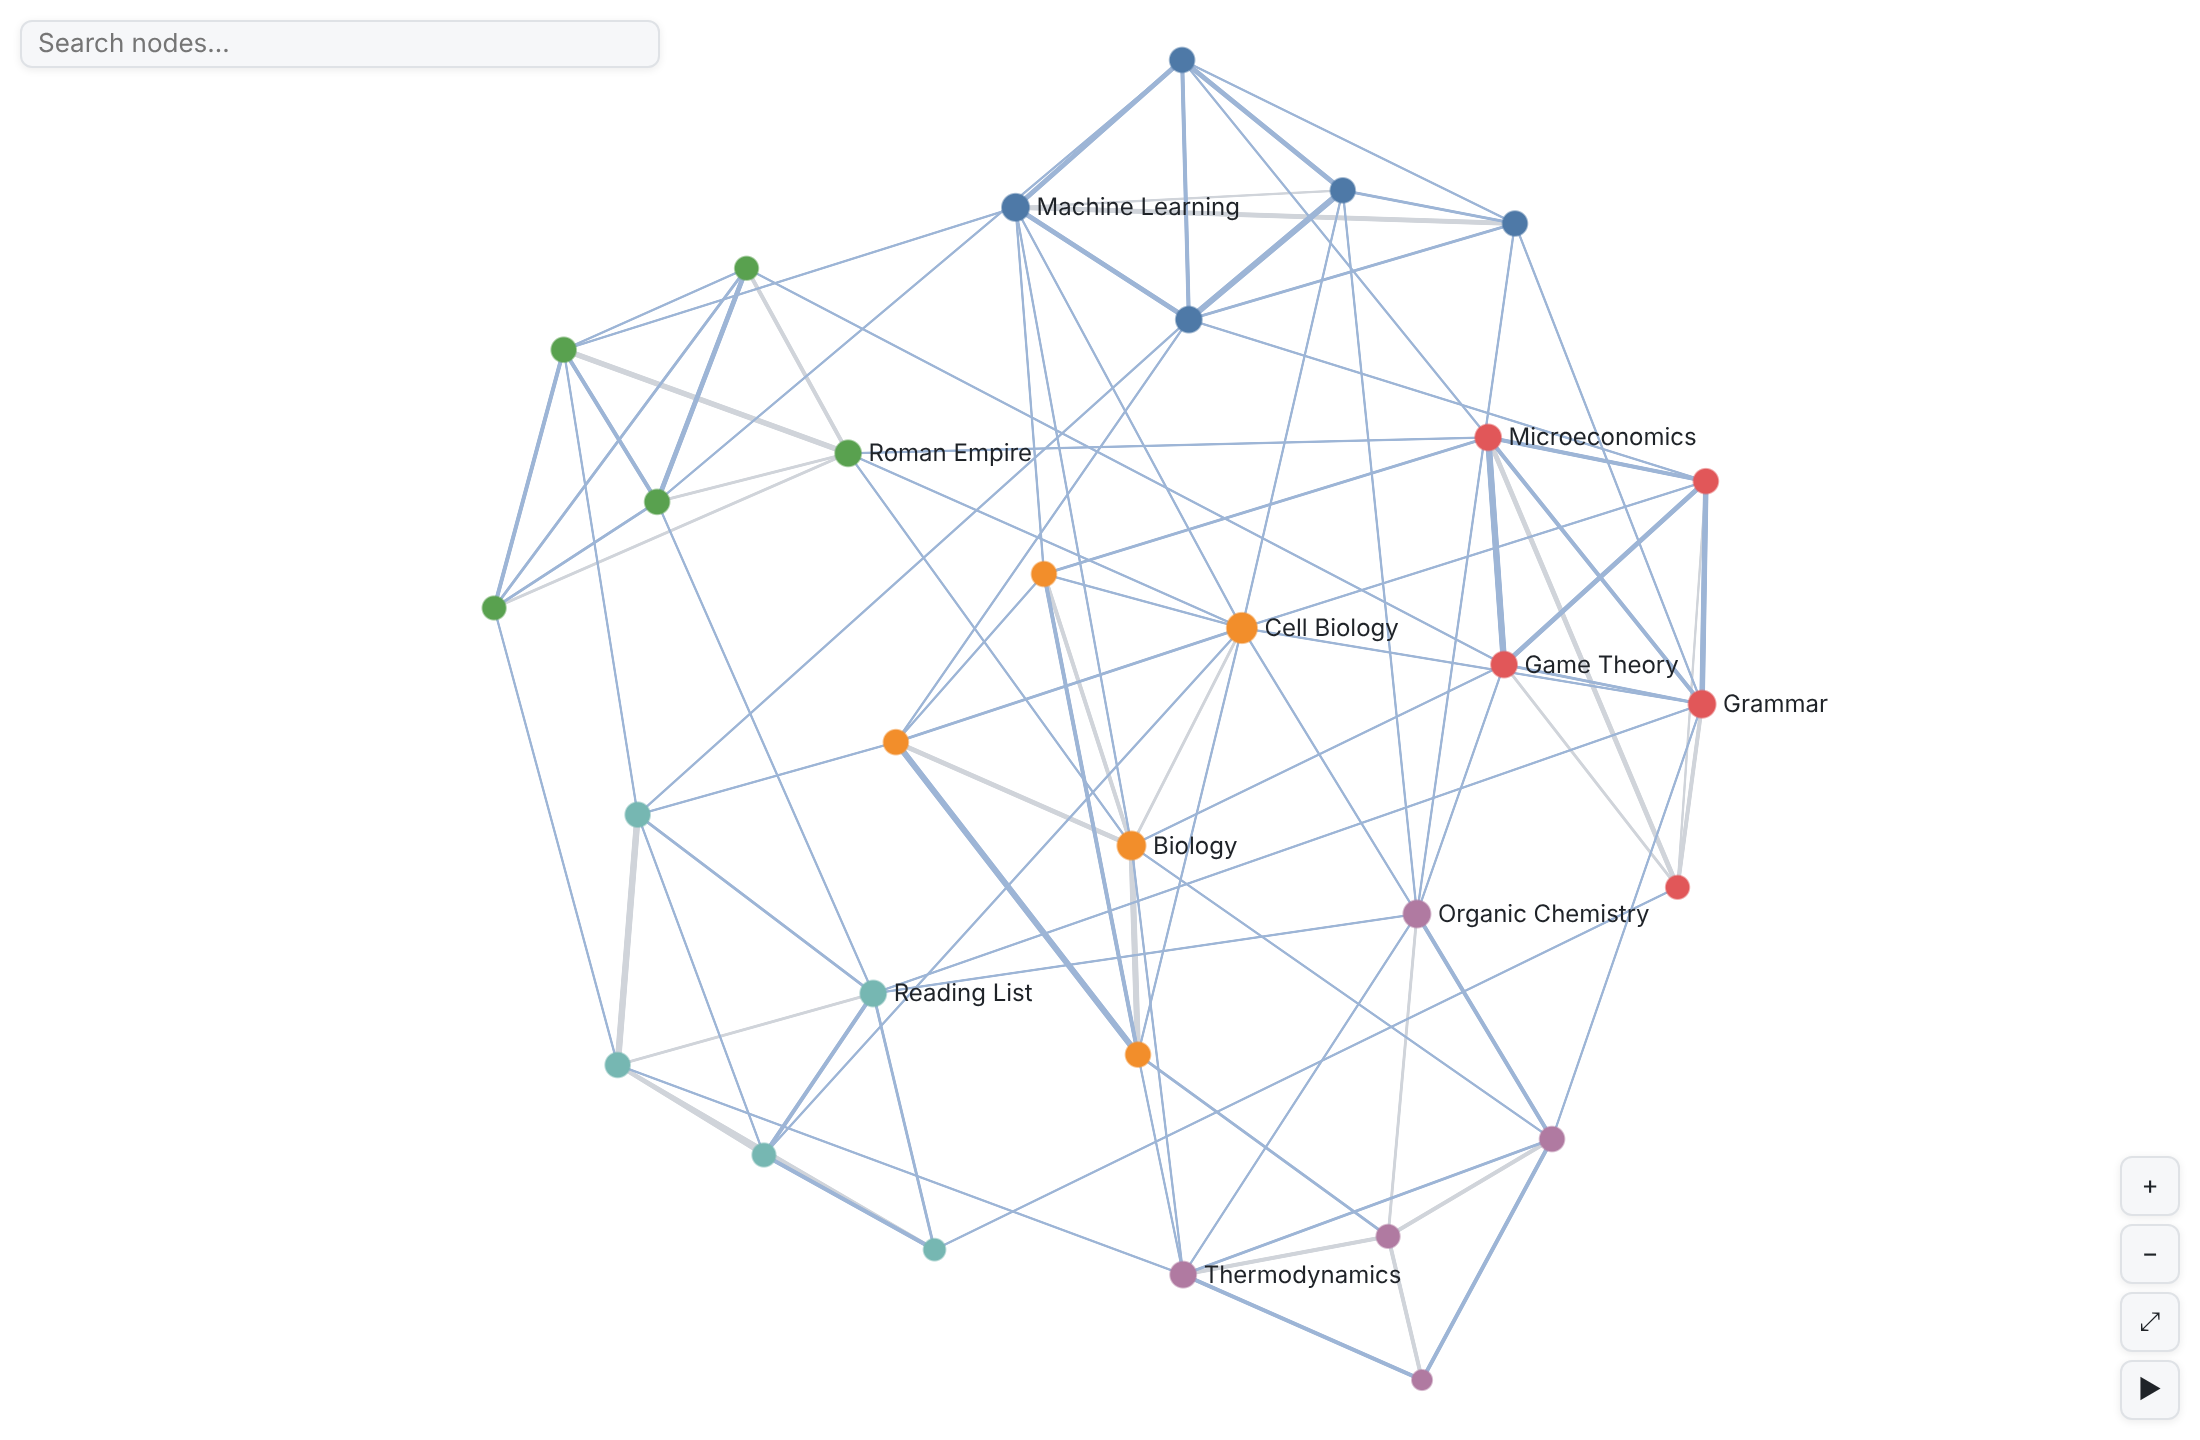 Search nodes...
Machine Learning
Microeconomics
Roman Empire
Cell Biology
Game Theory
Grammar
Biology
Organic Chemistry
Reading List
Thermodynamics
+
−